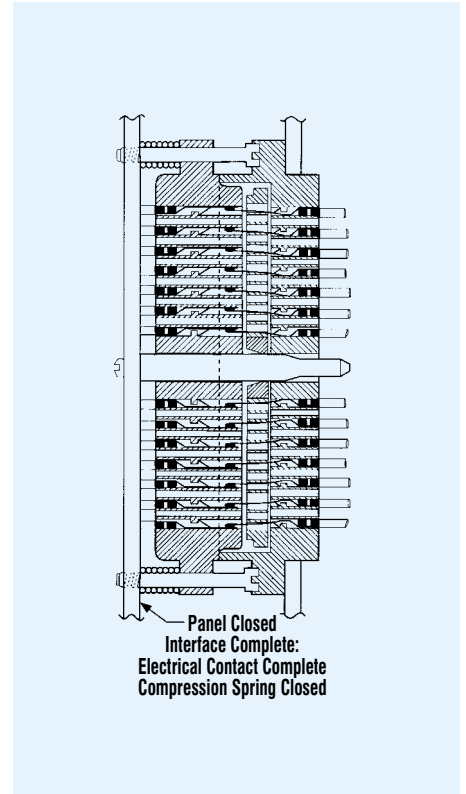 Panel Closed
Interface Complete:
Electrical Contact Complete
Compression Spring Closed